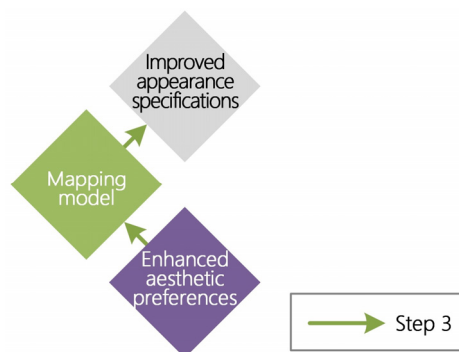 Improved
appearance
specifications
Mapping
model
Enhanced
aesthetic
preferences
Step 3